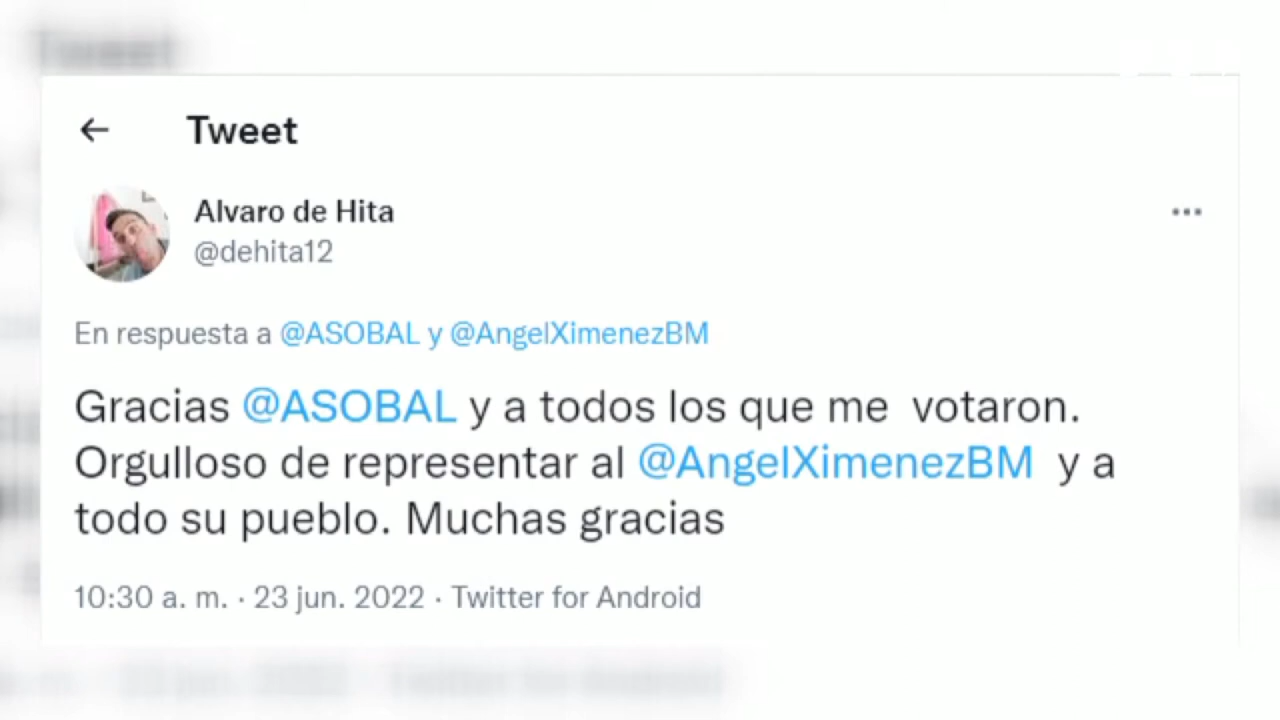 Tweet
Alvaro de Hita
@dehita12
En respuesta a @ASOBAL y @AngelXimenezBM
Gracias @ASOBAL y a todos los que me votaron.
Orgulloso de representar al @AngelXimenezBM y a
todo su pueblo. Muchas gracias
10:30 a. m. · 23 jun. 2022 · Twitter for Android